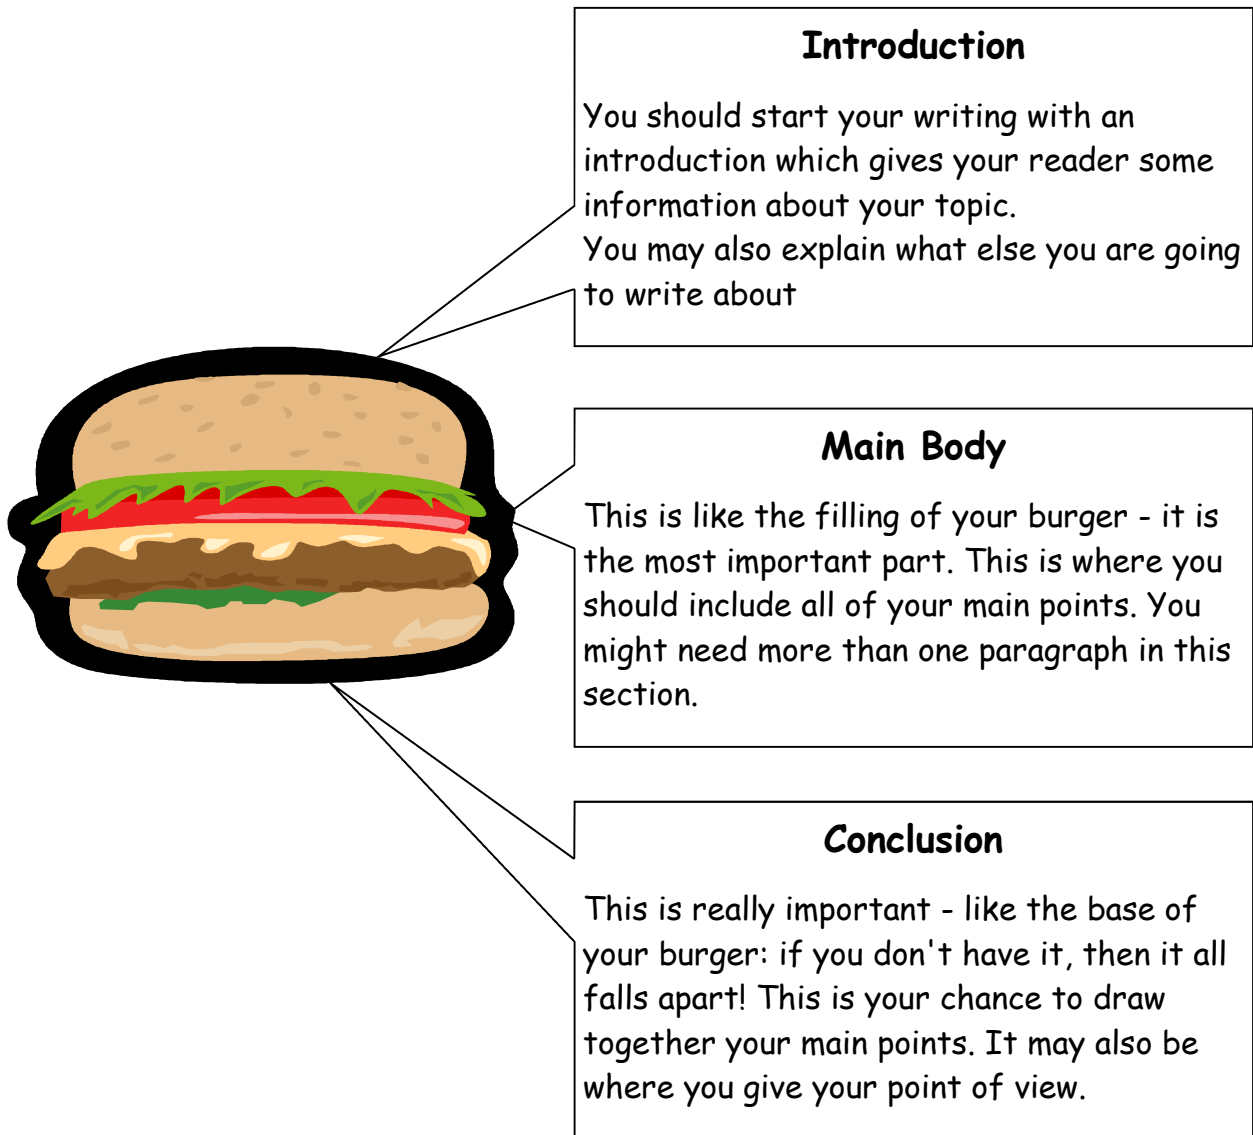 Introduction
You should start your writing with an
introduction which gives your reader some
information about your topic.
You may also explain what else you are going
to write about
Main Body
This is like the filling of your burger - it is
the most important part. This is where you
should include all of your main points. You
might need more than one paragraph in this
section.
Conclusion
This is really important - like the base of
your burger: if you don't have it, then it all
falls apart! This is your chance to draw
together your main points. It may also be
where you give your point of view.